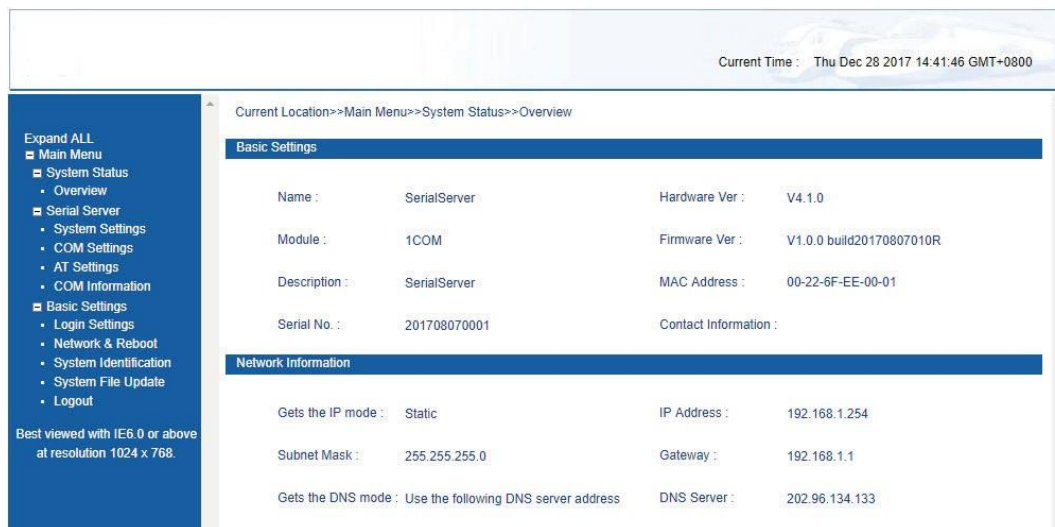 Current Time : Thu Dec 28 2017 14:41:46 GMT+0800
Expand ALL
Main Menu
System Status
Overview
Serial Server
System Settings
COM Settings
AT Settings
COM Information
Basic Settings
Login Settings
Network & Reboot
System Identification
System File Update
Logout
Best viewed with IE6.0 or above
at resolution 1024 x 768.
Current Location>>Main Menu>>System Status>>Overview
Basic Settings
Name : SerialServer Hardware Ver : V4.1.0
Module : 1COM Firmware Ver : V1.0.0 build20170807010R
Description : SerialServer MAC Address : 00-22-6F-EE-00-01
Serial No. : 201708070001 Contact Information :
Network Information
Gets the IP mode : Static IP Address : 192.168.1.254
Subnet Mask : 255.255.255.0 Gateway : 192.168.1.1
Gets the DNS mode : Use the following DNS server address DNS Server : 202.96.134.133